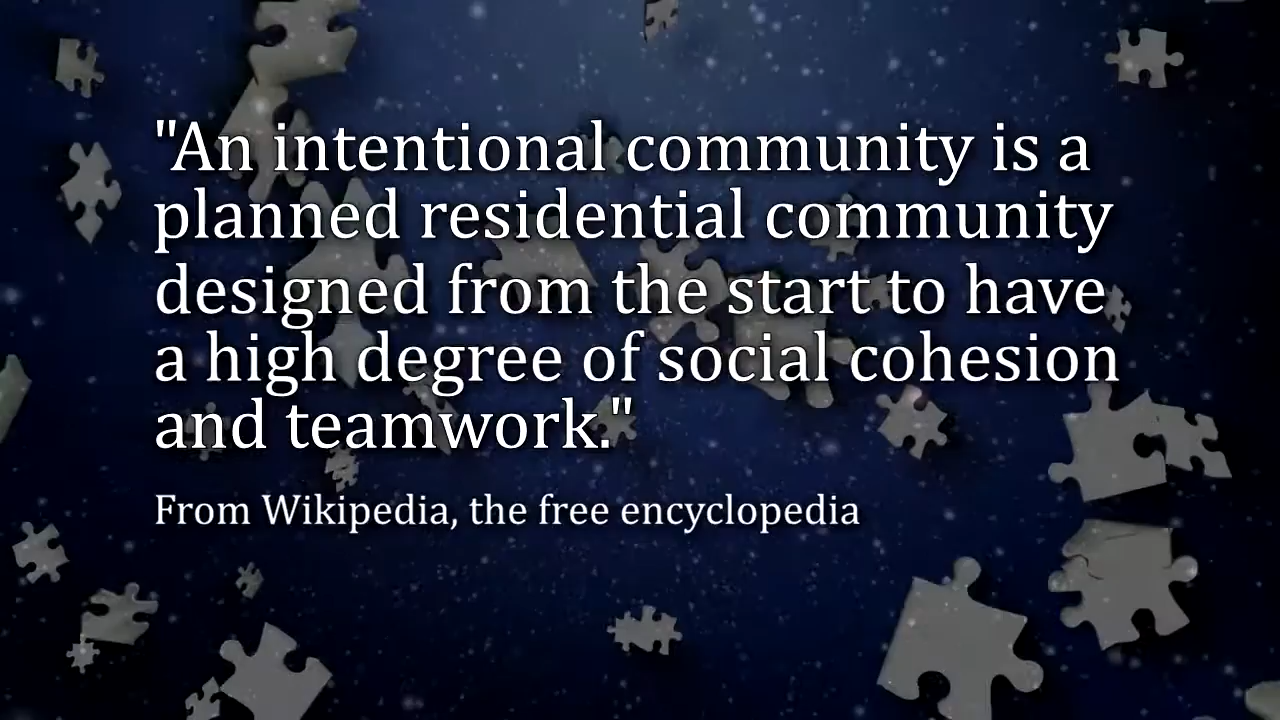 "An intentional community is a
planned residential community
designed from the start to have
a high degree of social cohesion
and teamwork."
From Wikipedia, the free encyclopedia